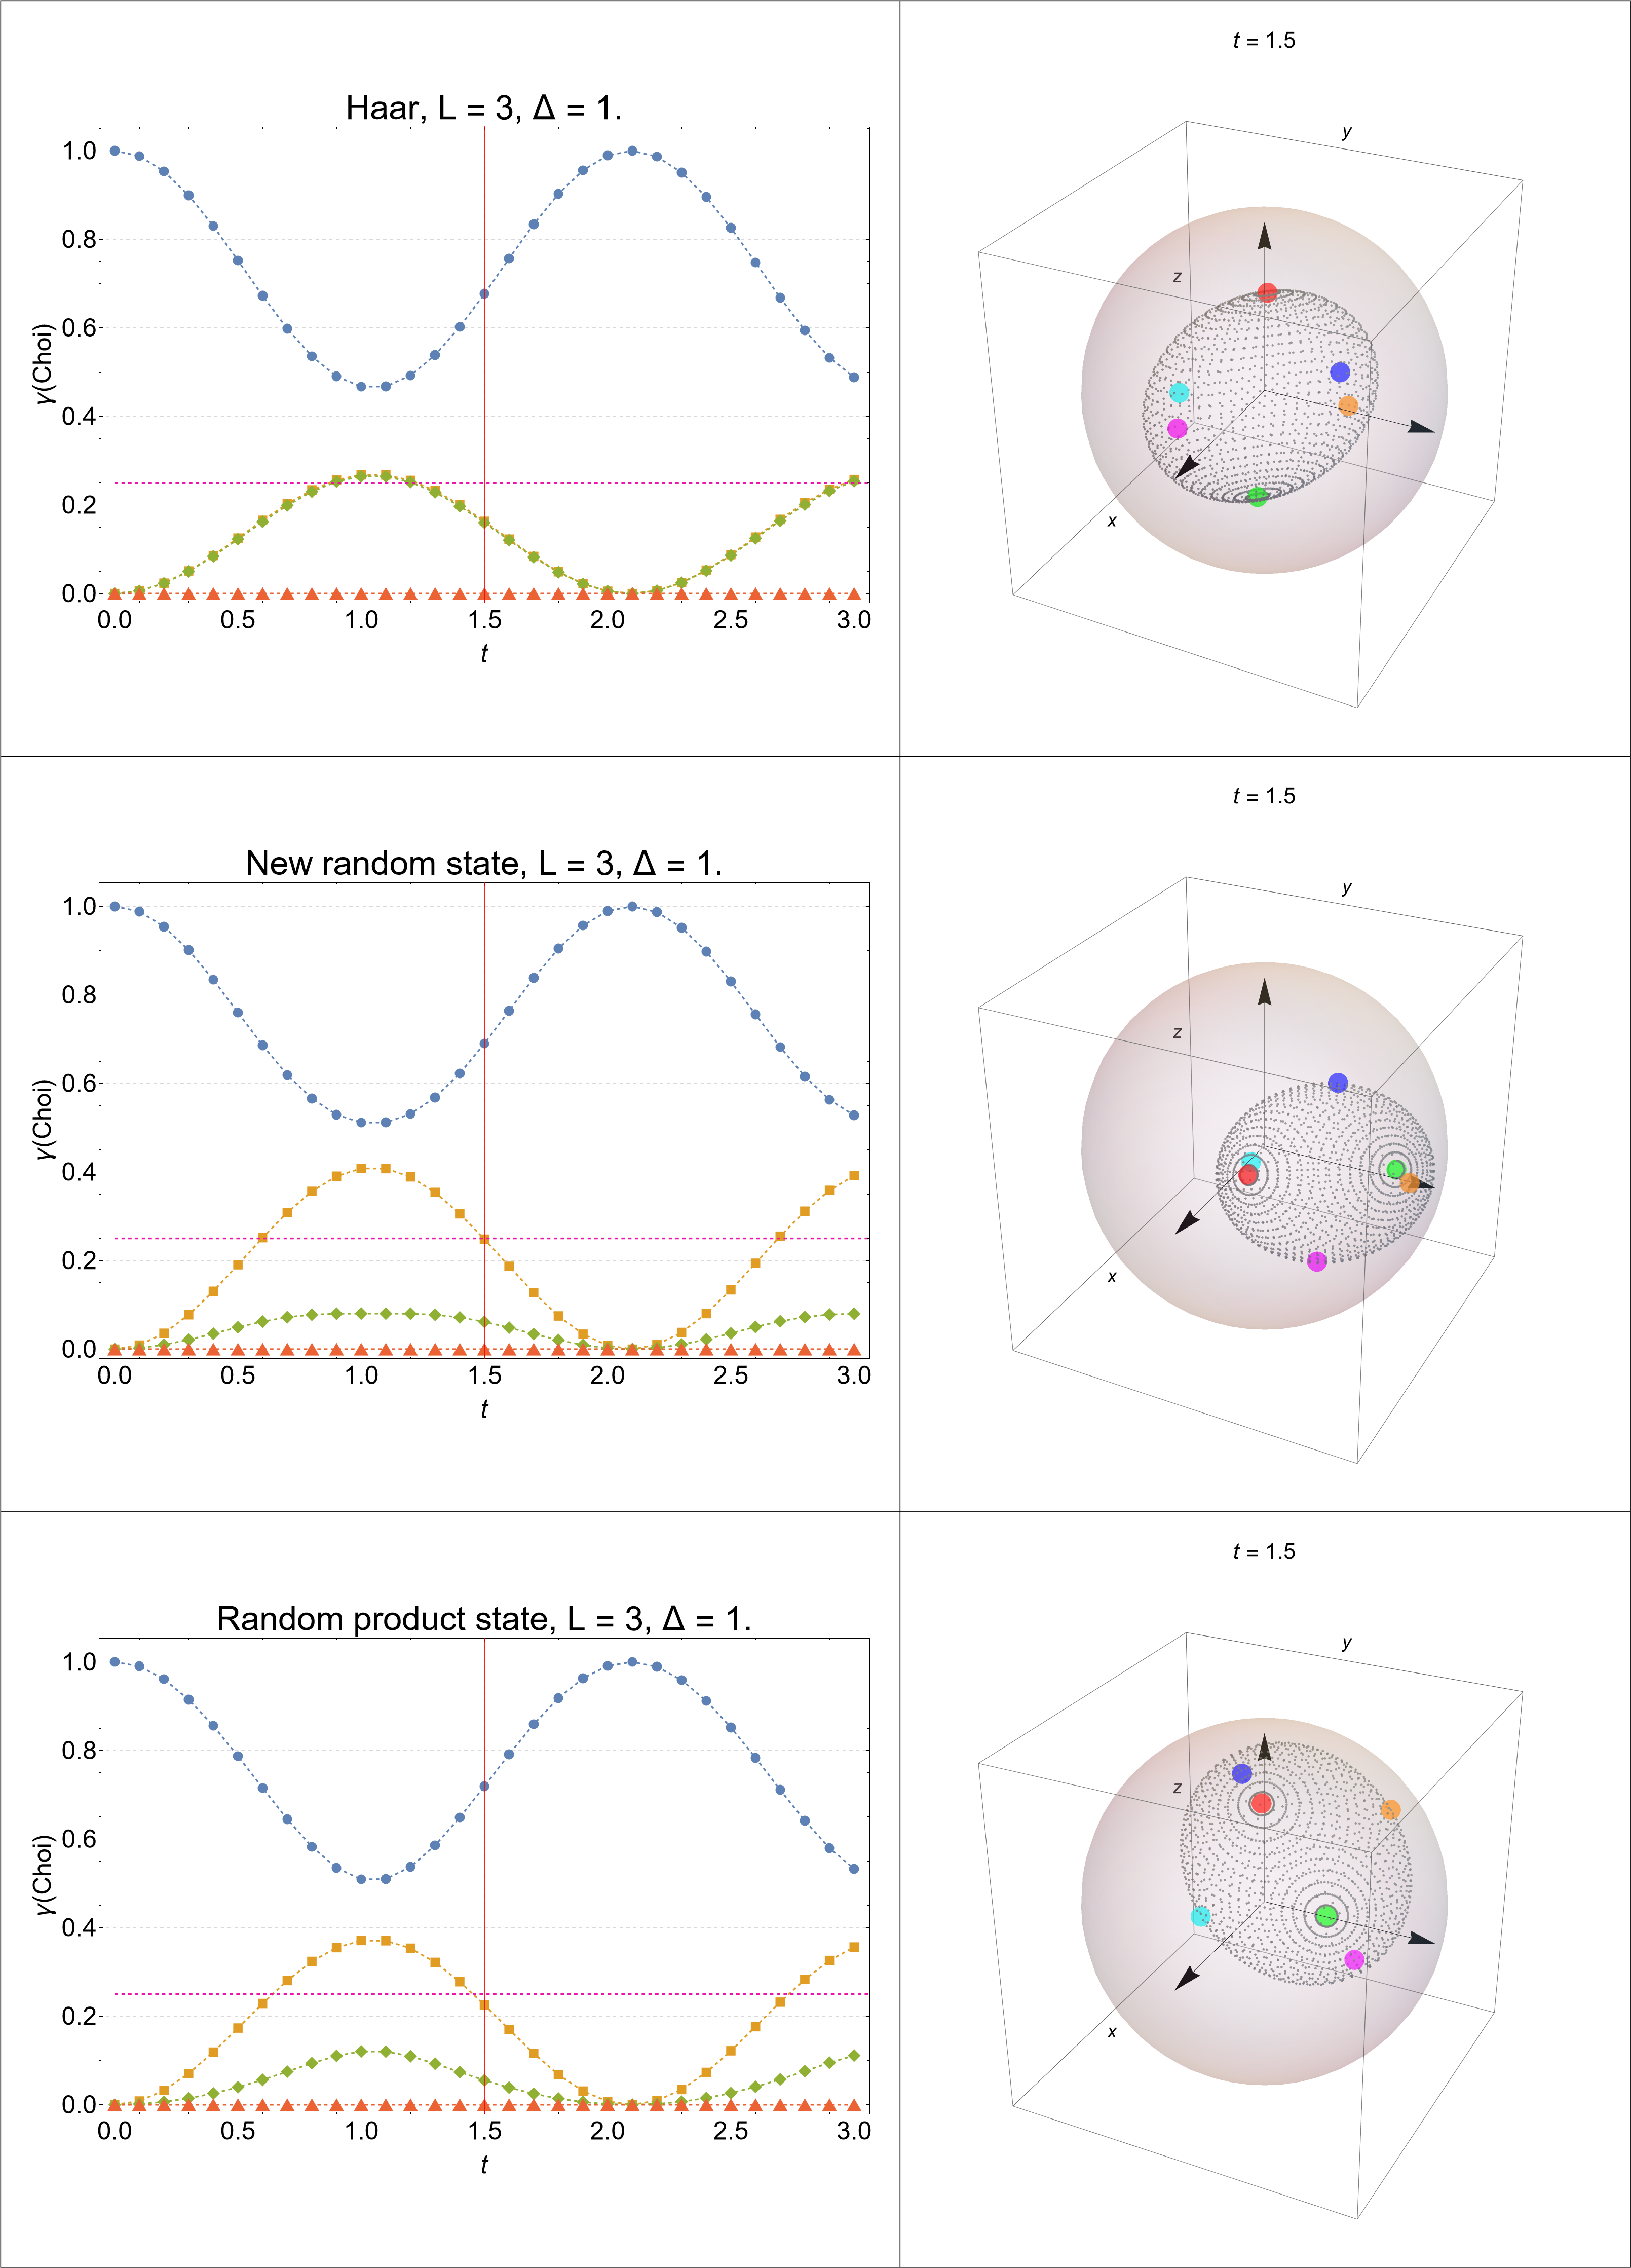 t = 1.5
Haar, L = 3, Δ = 1.
y
1.0
0.8
z
0.6
γ(Choi)
0.4
0.2
x
0.0
0.0 0.5 1.0 1.5 2.0 2.5 3.0
t
t = 1.5
New random state, L = 3, Δ = 1.
y
1.0
0.8
z
0.6
γ(Choi)
0.4
0.2
x
0.0
0.0 0.5 1.0 1.5 2.0 2.5 3.0
t
t = 1.5
Random product state, L = 3, Δ = 1.
y
1.0
0.8
z
0.6
γ(Choi)
0.4
0.2
x
0.0
0.0 0.5 1.0 1.5 2.0 2.5 3.0
t